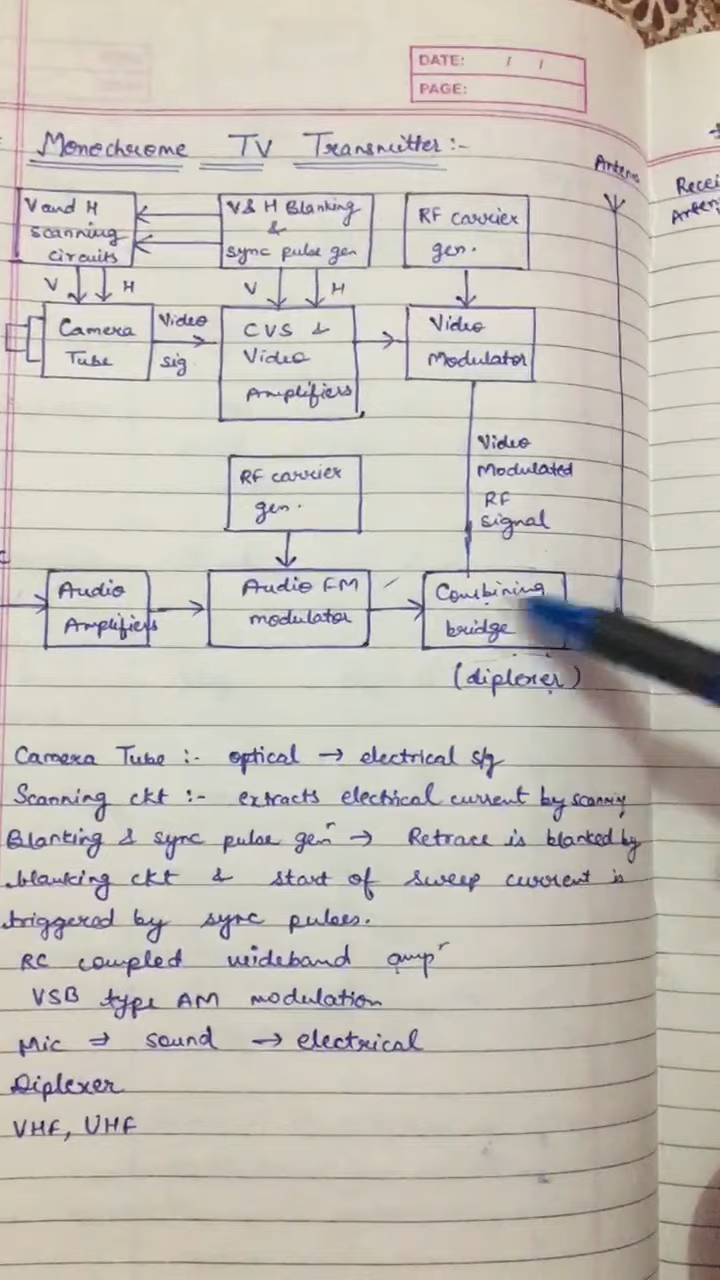 DATE: / /
PAGE:
Monochrome TV Transmitter :-
Antenna
V and H
scanning
circuits
V & H Blanking
&
sync pulse gen
RF carrier
gen.
V H
V H
Camera
Tube
Video
sig
CVS &
Video
Amplifiers
Video
Modulator
Video
Modulated
RF
signal
RF carrier
gen.
Audio
Amplifiers
Audio FM
modulator
Combining
bridge
(diplexer)
Camera Tube :- optical → electrical s/g
Scanning ckt :- extracts electrical current by scanning
Blanking & sync pulse genr → Retrace is blanked by
blanking ckt & start of sweep current is
triggered by sync pulses.
RC coupled wideband ampr
VSB type AM modulation
Mic ⇒ sound → electrical
Diplexer
VHF, UHF